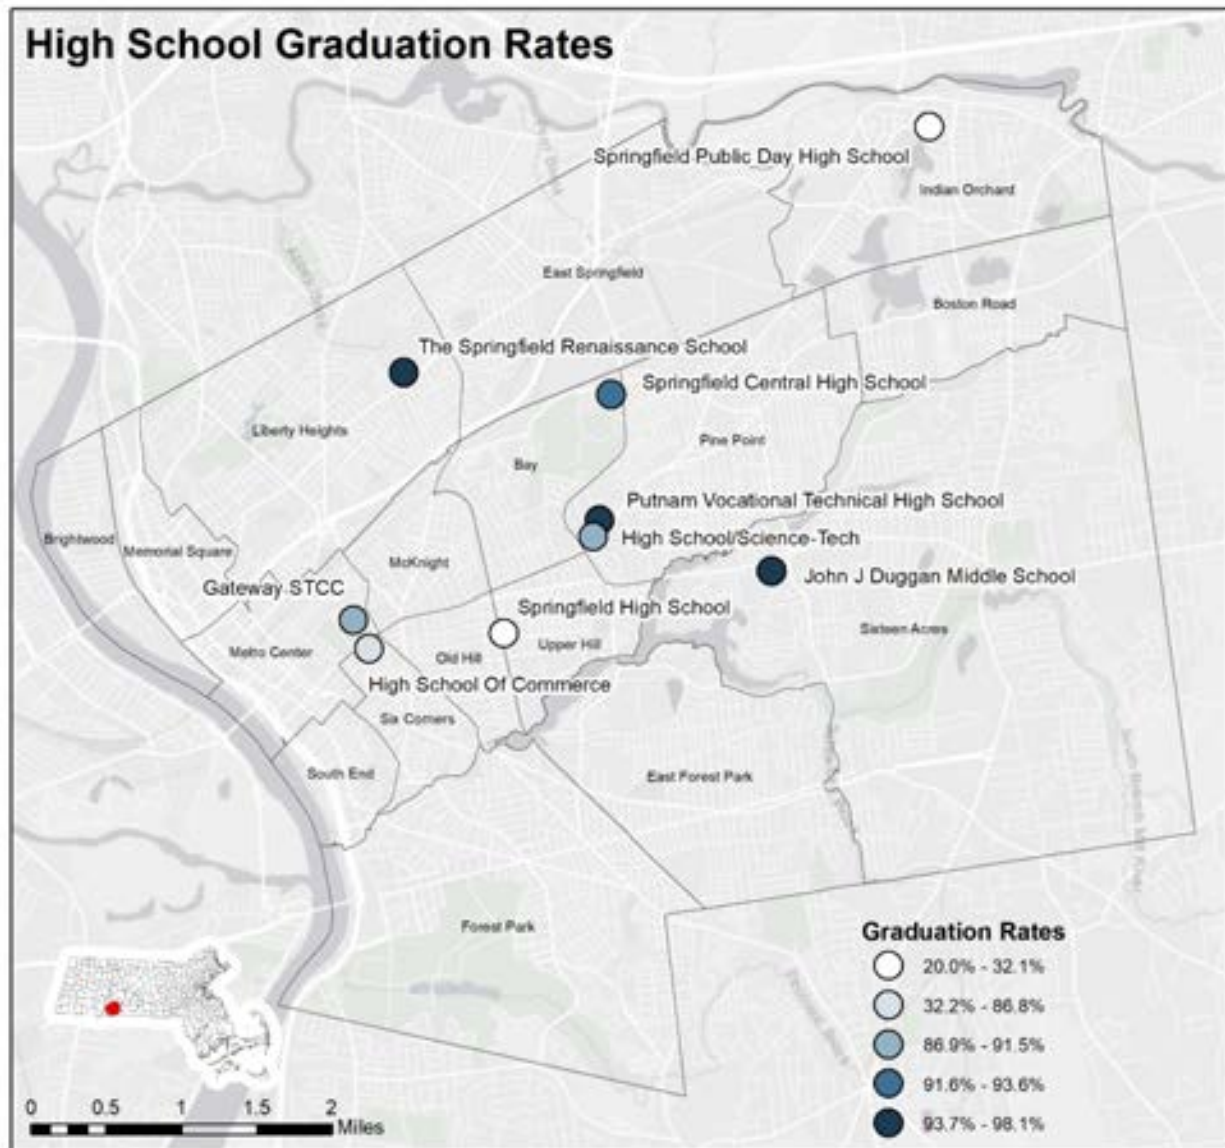 High School Graduation Rates
Springfield Public Day High School
Indian Orchard
East Springfield
Boston Road
The Springfield Renaissance School
Springfield Central High School
Liberty Heights
Pine Point
Bay
Putnam Vocational Technical High School
High School/Science-Tech
Brightwood
Memorial Square
McKnight
Gateway STCC
John J Duggan Middle School
Springfield High School
Sixteen Acres
Metro Center
Old Hill
Upper Hill
High School Of Commerce
Six Corners
South End
East Forest Park
Forest Park
Graduation Rates
20.0% - 32.1%
32.2% - 86.8%
86.9% - 91.5%
91.6% - 93.6%
93.7% - 98.1%
0 0.5 1 1.5 2
Miles